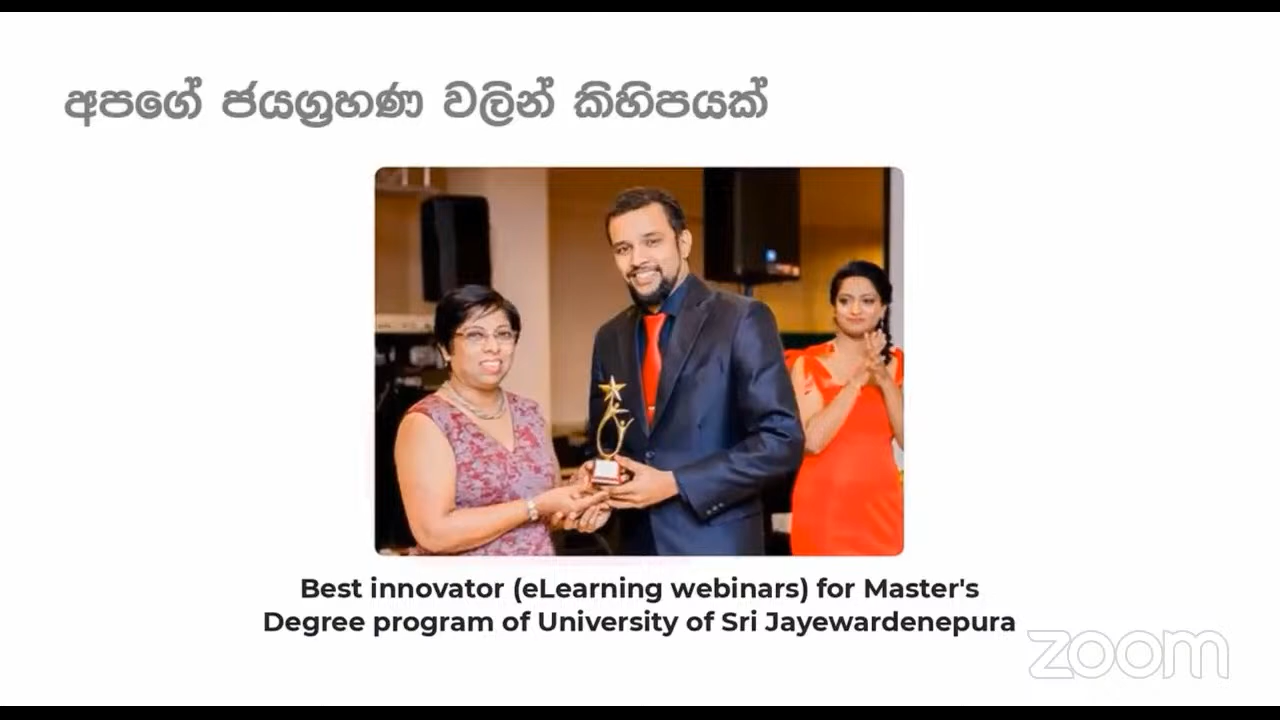 අපගේ ජයග්‍රහණ වලින් කිහිපයක්
Best innovator (eLearning webinars) for Master's
Degree program of University of Sri Jayewardenepura
zoom